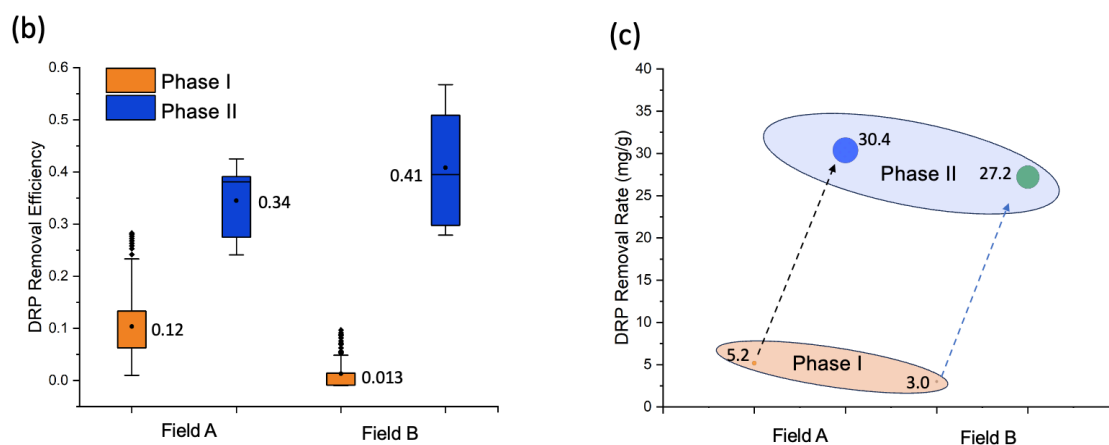 (b)
DRP Removal Efficiency
0.6
0.5
0.4
0.3
0.2
0.1
0.0
Phase I
Phase II
0.12
0.34
0.013
0.41
Field A
Field B
(c)
DRP Removal Rate (mg/g)
40
35
30
25
20
15
10
5
0
30.4
Phase II
27.2
5.2
Phase I
3.0
Field A
Field B